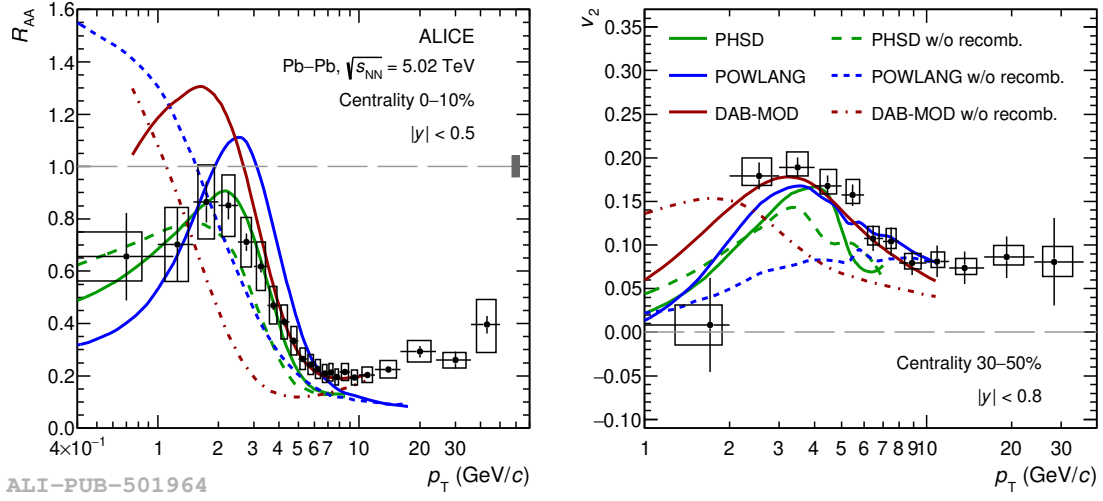 R_AA
1.6
1.4
1.2
1.0
0.8
0.6
0.4
0.2
0.0
ALICE
Pb–Pb, √s_NN = 5.02 TeV
Centrality 0–10%
|y| < 0.5
4×10⁻¹ 1 2 3 4 5 6 7 10 20 30
p_T (GeV/c)
v_2
0.35
0.30
0.25
0.20
0.15
0.10
0.05
0.00
−0.05
−0.10
PHSD PHSD w/o recomb.
POWLANG POWLANG w/o recomb.
DAB-MOD DAB-MOD w/o recomb.
Centrality 30–50%
|y| < 0.8
1 2 3 4 5 6 7 8 910 20 30
p_T (GeV/c)
ALI-PUB-501964